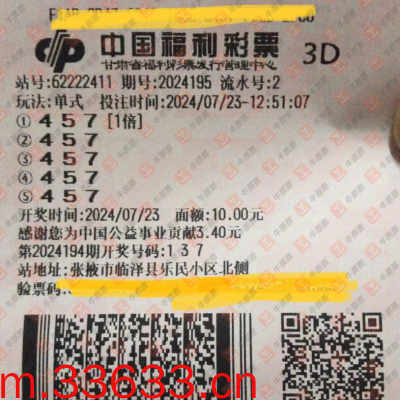 中国福利彩票 3D
甘肃省福利彩票发行管理中心
站号:62222411 期号:2024195 流水号:2
玩法:单式 投注时间:2024/07/23-12:51:07
① 4 5 7 [1倍]
② 4 5 7
③ 4 5 7
④ 4 5 7
⑤ 4 5 7
开奖时间:2024/07/23 面额:10.00元
感谢您为中国公益事业贡献3.40元
第2024194期开奖号码:1 3 7
站地址:张掖市临泽县乐民小区北侧
验票码:
m.33633.cn